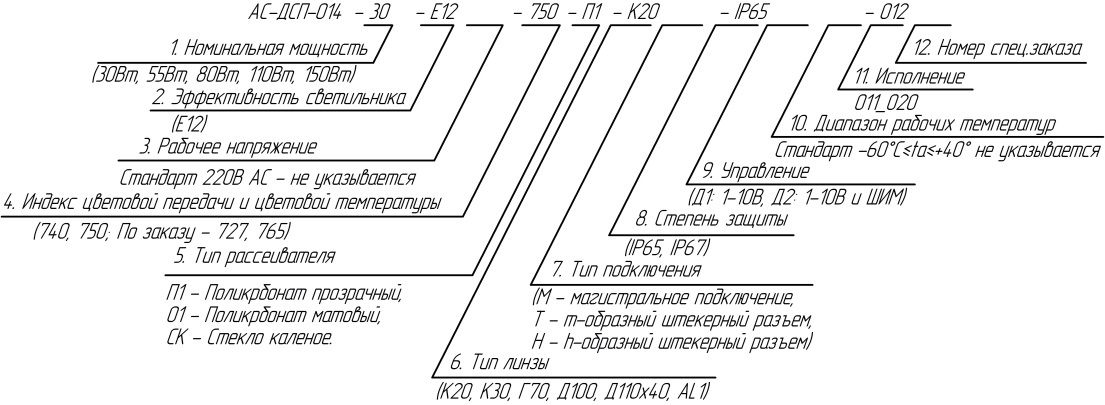 АС-ДСП-014 - 30 - Е12 - 750 - П1 - К20 - IP65 - 012
1. Номинальная мощность
(30Вт, 55Вт, 80Вт, 110Вт, 150Вт)
2. Эффективность светильника
(Е12)
3. Рабочее напряжение
Стандарт 220В АС - не указывается
4. Индекс цветовой передачи и цветовой температуры
(740, 750; По заказу - 727, 765)
5. Тип рассеивателя
П1 - Поликрбонат прозрачный,
О1 - Поликрбонат матовый,
СК - Стекло каленое.
6. Тип линзы
(К20, К30, Г70, Д100, Д110х40, AL1)
7. Тип подключения
(М - магистральное подключение,
Т - т-образный штекерный разъем,
Н - h-образный штекерный разъем)
8. Степень защиты
(IP65, IP67)
9. Управление
(Д1: 1-10В, Д2: 1-10В и ШИМ)
10. Диапазон рабочих температур
Стандарт -60°С≤ta≤+40° не указывается
11. Исполнение
011_020
12. Номер спец.заказа